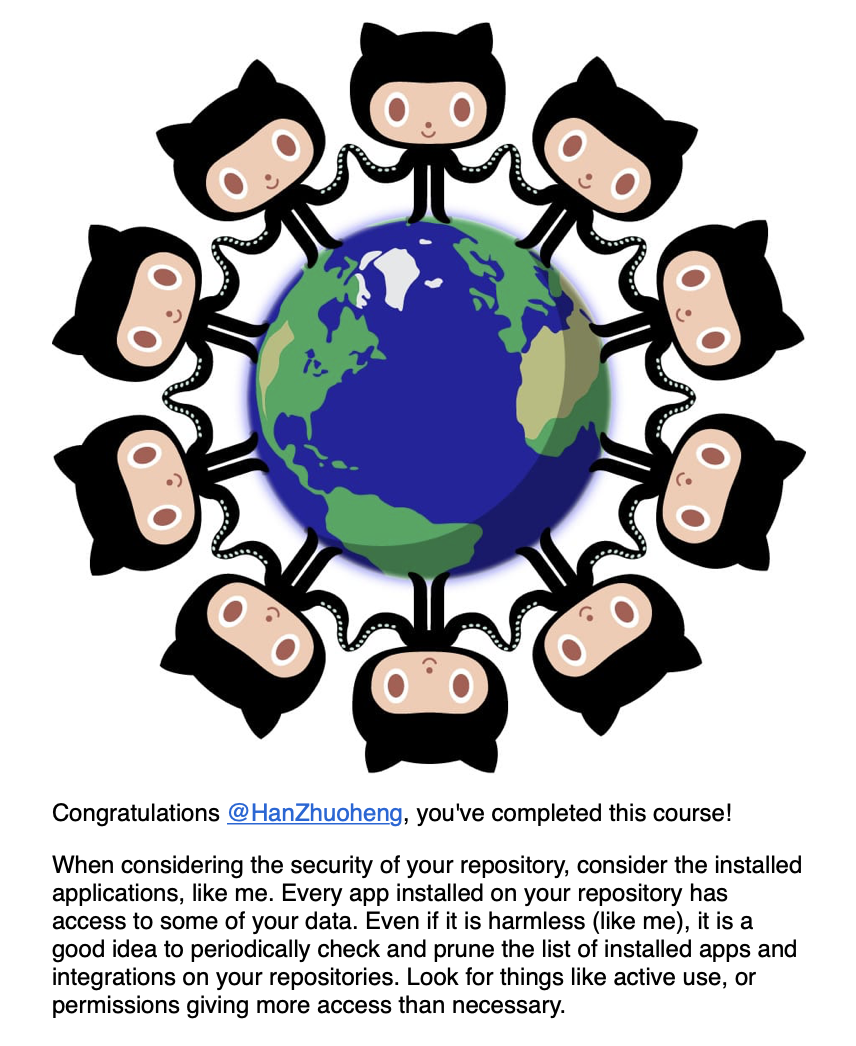 Congratulations @HanZhuoheng, you've completed this course!
When considering the security of your repository, consider the installed
applications, like me. Every app installed on your repository has
access to some of your data. Even if it is harmless (like me), it is a
good idea to periodically check and prune the list of installed apps and
integrations on your repositories. Look for things like active use, or
permissions giving more access than necessary.